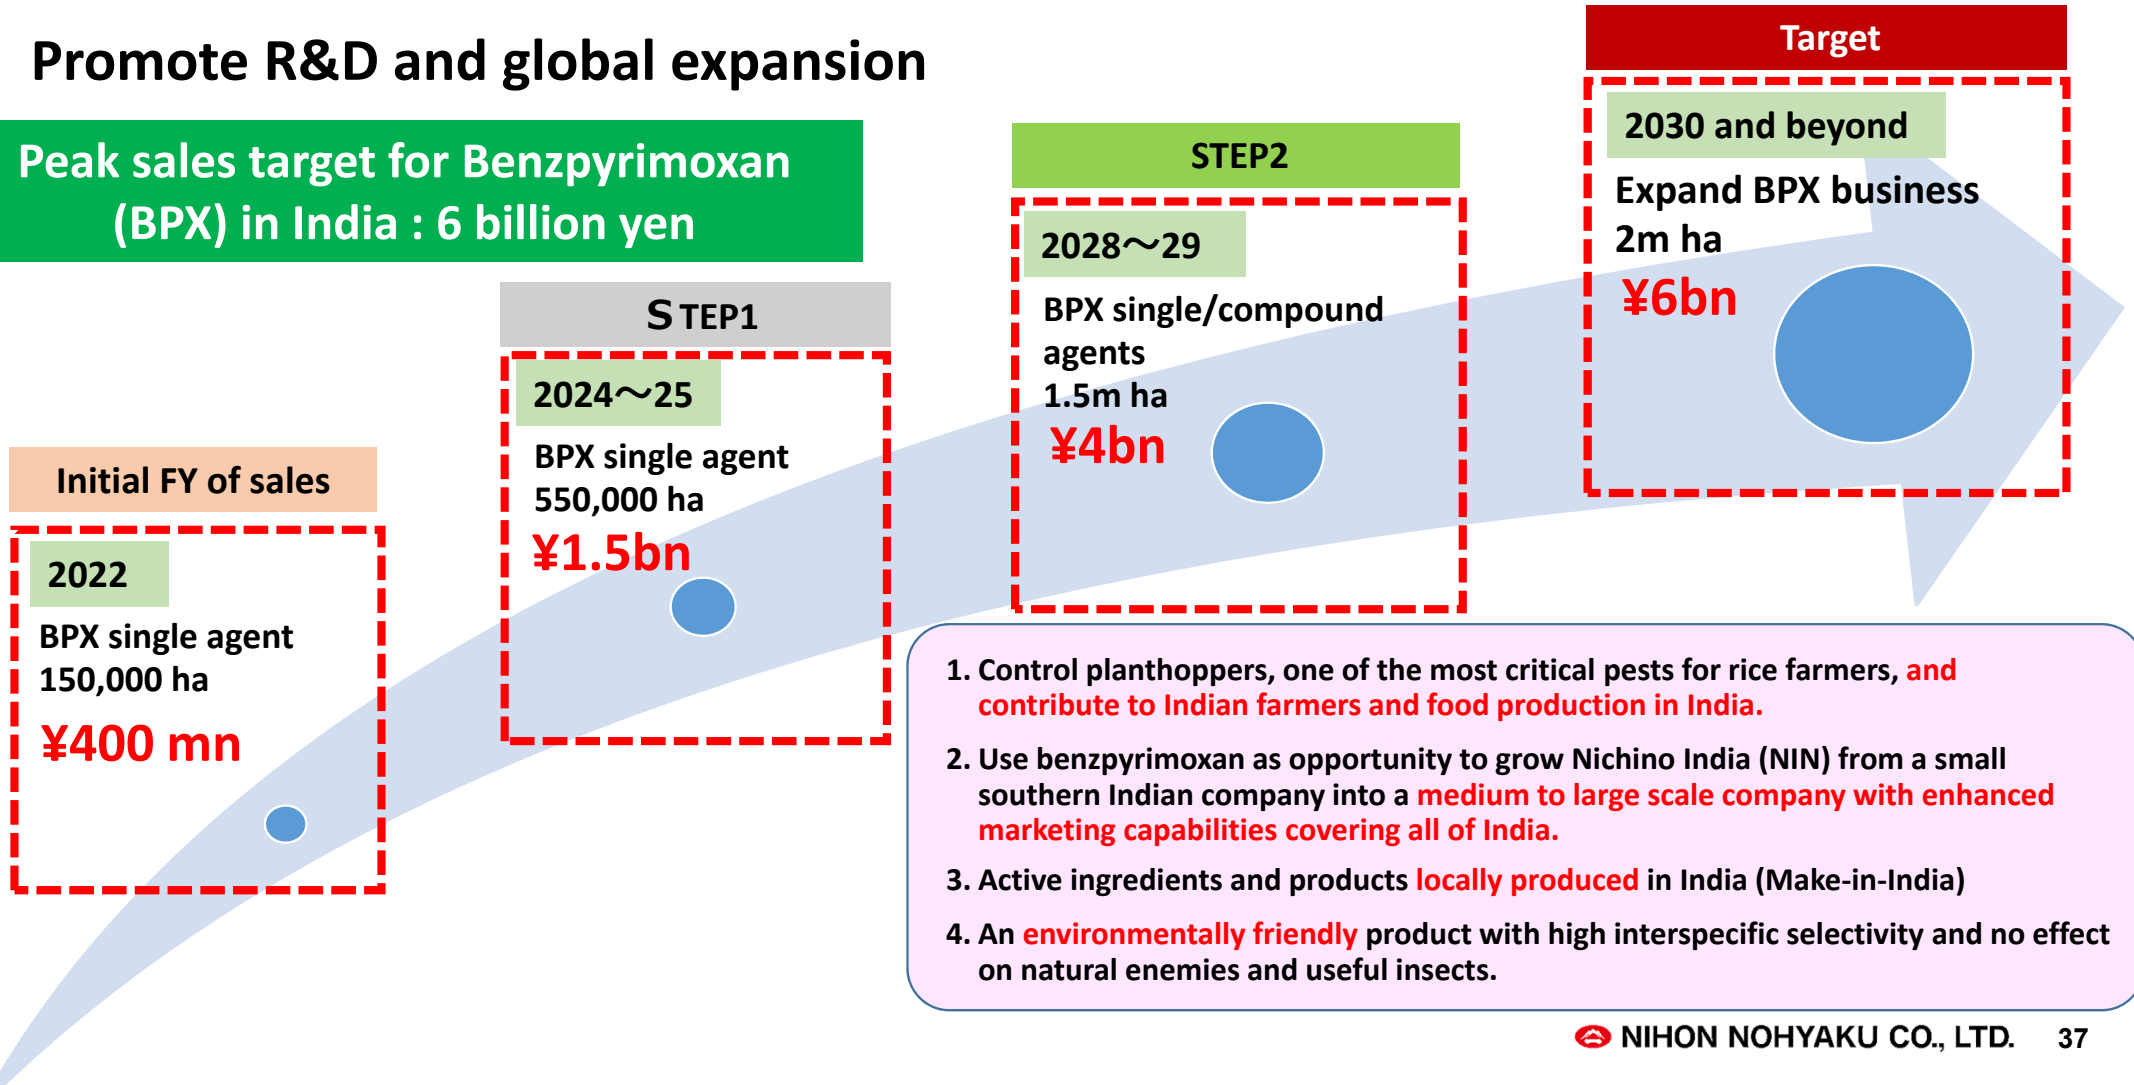 Promote R&D and global expansion
Peak sales target for Benzpyrimoxan
(BPX) in India : 6 billion yen
Initial FY of sales
2022
BPX single agent
150,000 ha
¥400 mn
STEP1
2024～25
BPX single agent
550,000 ha
¥1.5bn
STEP2
2028～29
BPX single/compound
agents
1.5m ha
¥4bn
Target
2030 and beyond
Expand BPX business
2m ha
¥6bn
1. Control planthoppers, one of the most critical pests for rice farmers, and
contribute to Indian farmers and food production in India.
2. Use benzpyrimoxan as opportunity to grow Nichino India (NIN) from a small
southern Indian company into a medium to large scale company with enhanced
marketing capabilities covering all of India.
3. Active ingredients and products locally produced in India (Make-in-India)
4. An environmentally friendly product with high interspecific selectivity and no effect
on natural enemies and useful insects.
NIHON NOHYAKU CO., LTD. 37